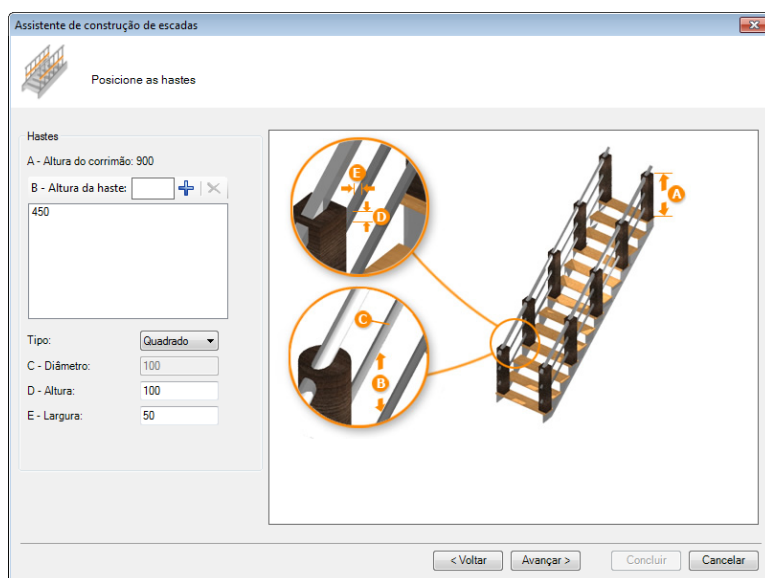 Assistente de construção de escadas
Posicione as hastes
Hastes
A - Altura do corrimão: 900
B - Altura da haste:
450
Tipo: Quadrado
C - Diâmetro: 100
D - Altura: 100
E - Largura: 50
E
D
A
C
B
< Voltar Avançar > Concluir Cancelar